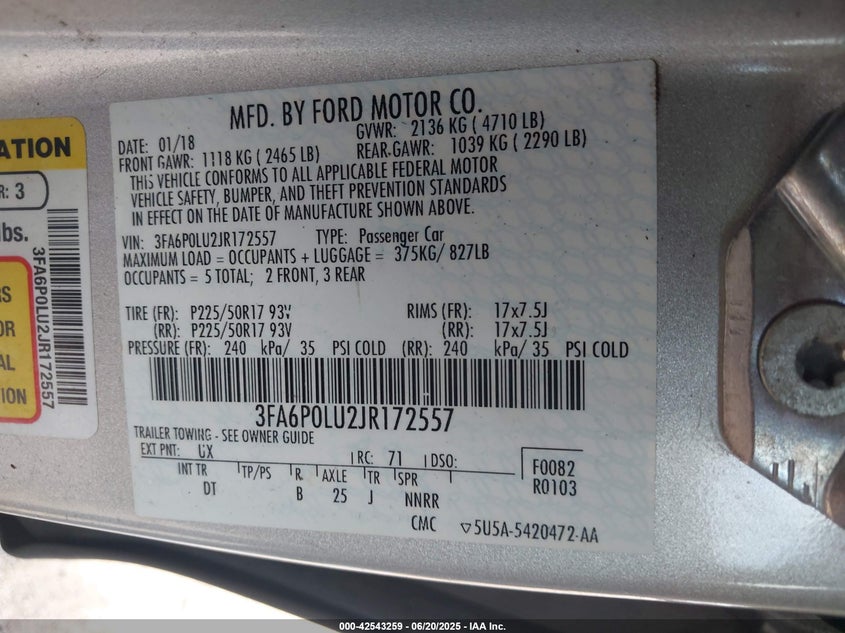 MFD. BY FORD MOTOR CO.
DATE: 01/18 GVWR: 2136 KG ( 4710 LB)
FRONT GAWR: 1118 KG ( 2465 LB) REAR GAWR: 1039 KG ( 2290 LB)
THIS VEHICLE CONFORMS TO ALL APPLICABLE FEDERAL MOTOR
VEHICLE SAFETY, BUMPER, AND THEFT PREVENTION STANDARDS
IN EFFECT ON THE DATE OF MANUFACTURE SHOWN ABOVE.
VIN: 3FA6P0LU2JR172557 TYPE: Passenger Car
MAXIMUM LOAD = OCCUPANTS + LUGGAGE = 375KG/ 827LB
OCCUPANTS = 5 TOTAL; 2 FRONT, 3 REAR
TIRE (FR): P225/50R17 93V RIMS (FR): 17x7.5J
(RR): P225/50R17 93V (RR): 17x7.5J
PRESSURE (FR): 240 kPa/ 35 PSI COLD (RR): 240 kPa/ 35 PSI COLD
3FA6P0LU2JR172557
TRAILER TOWING - SEE OWNER GUIDE
EXT PNT: UX RC: 71 DSO: F0082
INT TR TP/PS R AXLE TR SPR R0103
DT B 25 J NNRR
CMC 5U5A-5420472-AA
ATION
R: 3
lbs.
RS
OR
AL
TION
3FA6P0LU2JR172557
000-42543259 - 06/20/2025 - IAA Inc.